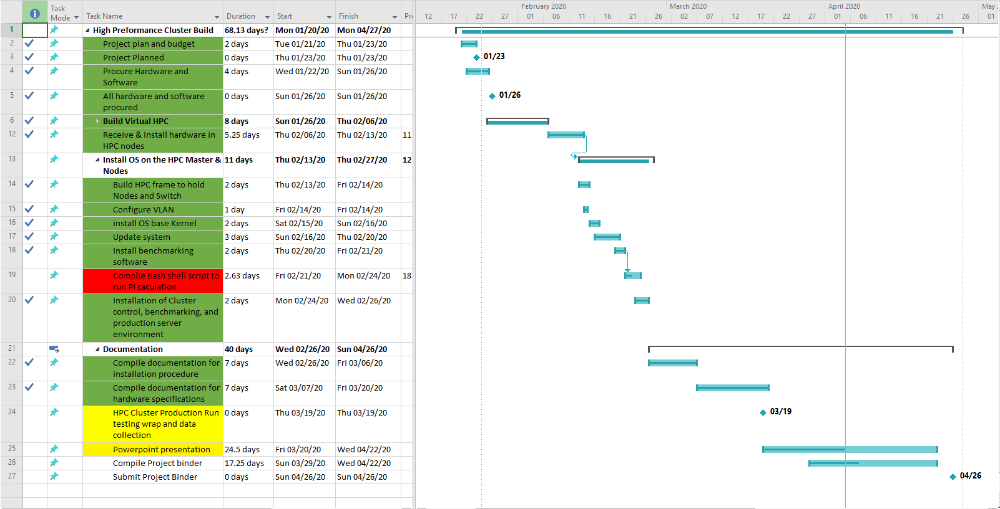 February 2020 March 2020 April 2020 May
Task Mode Task Name Duration Start Finish Pr 12 17 22 27 01 06 11 16 21 26 02 07 12 17 22 27 01 06 11 16 21 26 01
1 High Preformance Cluster Build 68.13 days? Mon 01/20/20 Mon 04/27/20
2 Project plan and budget 2 days Tue 01/21/20 Thu 01/23/20
3 Project Planned 0 days Thu 01/23/20 Thu 01/23/20 01/23
4 Procure Hardware and 4 days Wed 01/22/20 Sun 01/26/20
Software
5 All hardware and software 0 days Sun 01/26/20 Sun 01/26/20 01/26
procured
6 Build Virtual HPC 8 days Sun 01/26/20 Thu 02/06/20
12 Receive & Install hardware in 5.25 days Thu 02/06/20 Thu 02/13/20 11
HPC nodes
13 Install OS on the HPC Master & 11 days Thu 02/13/20 Thu 02/27/20 12
Nodes
14 Build HPC frame to hold 2 days Thu 02/13/20 Fri 02/14/20
Nodes and Switch
15 Configure VLAN 1 day Fri 02/14/20 Fri 02/14/20
16 install OS base Kernel 2 days Sat 02/15/20 Sun 02/16/20
17 Update system 3 days Sun 02/16/20 Thu 02/20/20
18 Install benchmarking 2 days Thu 02/20/20 Fri 02/21/20
software
19 Complie Bash shell script to 2.63 days Fri 02/21/20 Mon 02/24/20 18
run Pi caculation
20 Installation of Cluster 2 days Mon 02/24/20 Wed 02/26/20
control, benchmarking, and
production server
environment
21 Documentation 40 days Wed 02/26/20 Sun 04/26/20
22 Compile documentation for 7 days Wed 02/26/20 Fri 03/06/20
installation procedure
23 Compile documentation for 7 days Sat 03/07/20 Fri 03/20/20
hardware specifications
24 HPC Cluster Production Run 0 days Thu 03/19/20 Thu 03/19/20 03/19
testing wrap and data
collection
25 Powerpoint presentation 24.5 days Fri 03/20/20 Wed 04/22/20
26 Compile Project binder 17.25 days Sun 03/29/20 Wed 04/22/20
27 Submit Project Binder 0 days Sun 04/26/20 Sun 04/26/20 04/26